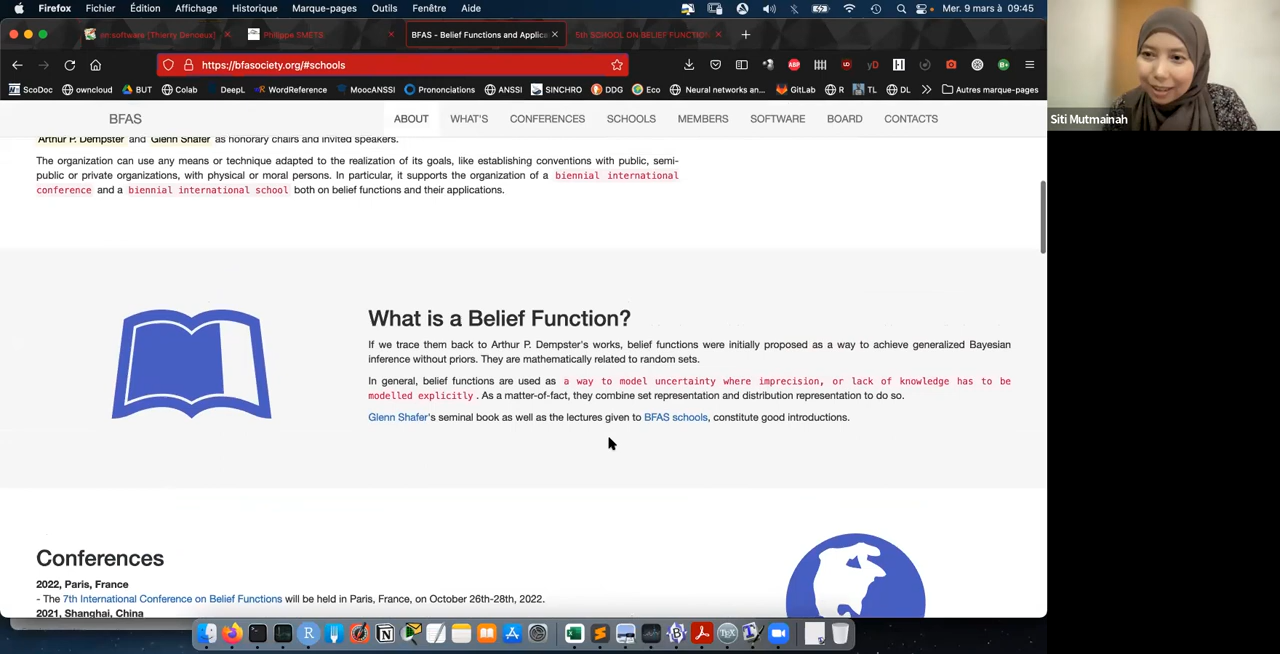 Firefox Fichier Édition Affichage Historique Marque-pages Outils Fenêtre Aide Mer. 9 mars à 09:45
en:software [Thierry Denoeux] Philippe SMETS BFAS - Belief Functions and Applica 5th SCHOOL ON BELIEF FUNCTION
https://bfasociety.org/#schools
ScoDoc owncloud BUT Colab DeepL WordReference MoocANSSI Prononciations ANSSI SINCHRO DDG Eco Neural networks an... GitLab R TL DL Autres marque-pages
BFAS ABOUT WHAT'S CONFERENCES SCHOOLS MEMBERS SOFTWARE BOARD CONTACTS
Arthur P. Dempster and Glenn Shafer as honorary chairs and invited speakers.
The organization can use any means or technique adapted to the realization of its goals, like establishing conventions with public, semi-
public or private organizations, with physical or moral persons. In particular, it supports the organization of a biennial international
conference and a biennial international school both on belief functions and their applications.
What is a Belief Function?
If we trace them back to Arthur P. Dempster's works, belief functions were initially proposed as a way to achieve generalized Bayesian
inference without priors. They are mathematically related to random sets.
In general, belief functions are used as a way to model uncertainty where imprecision, or lack of knowledge has to be
modelled explicitly. As a matter-of-fact, they combine set representation and distribution representation to do so.
Glenn Shafer's seminal book as well as the lectures given to BFAS schools, constitute good introductions.
Conferences
2022, Paris, France
- The 7th International Conference on Belief Functions will be held in Paris, France, on October 26th-28th, 2022.
2021, Shanghai, China
Siti Mutmainah